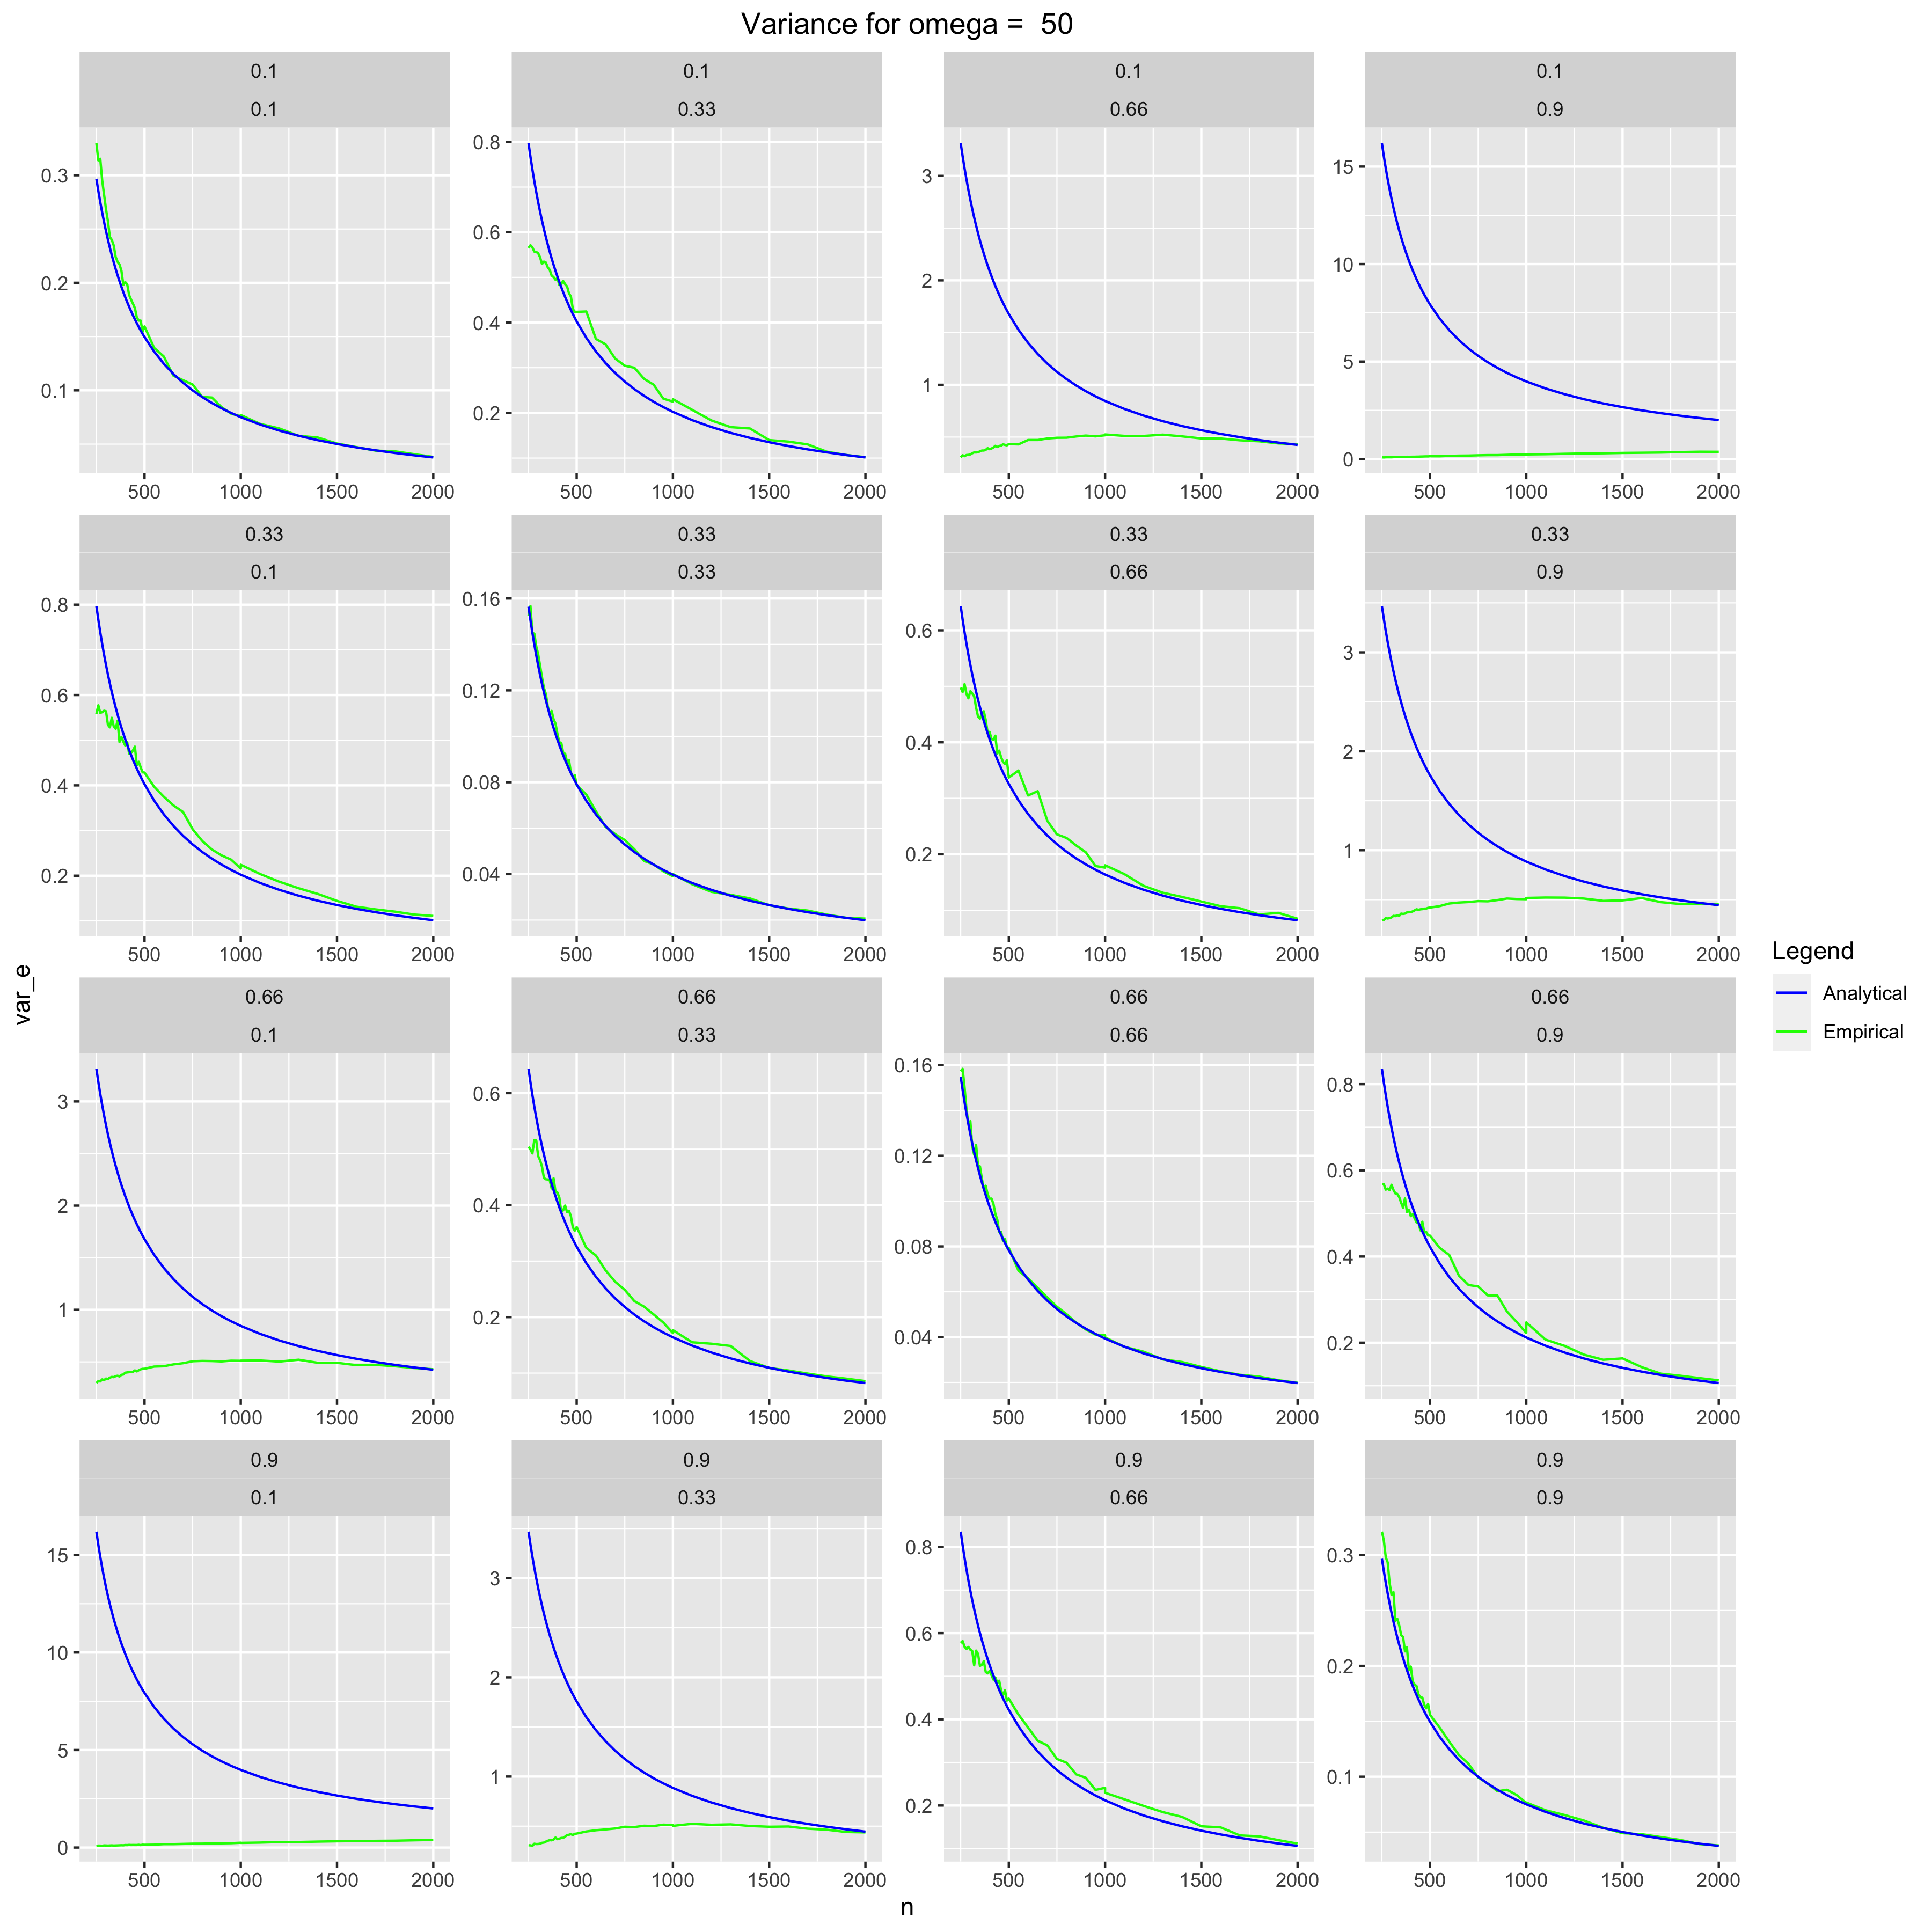 Variance for omega =  50
0.1 0.1 0.1 0.1
0.1 0.33 0.66 0.9
0.3 0.8 3 15
0.2 0.6 2 10
0.1 0.4 1 5
0.2 0
500 1000 1500 2000 500 1000 1500 2000 500 1000 1500 2000 500 1000 1500 2000
0.33 0.33 0.33 0.33
0.1 0.33 0.66 0.9
0.8 0.16 0.6 3
0.6 0.12 0.4 2
0.4 0.08 0.2 1
0.2 0.04
500 1000 1500 2000 500 1000 1500 2000 500 1000 1500 2000 500 1000 1500 2000
var_e
Legend
Analytical
Empirical
0.66 0.66 0.66 0.66
0.1 0.33 0.66 0.9
3 0.6 0.16 0.8
2 0.4 0.12 0.6
1 0.2 0.08 0.4
0.04 0.2
500 1000 1500 2000 500 1000 1500 2000 500 1000 1500 2000 500 1000 1500 2000
0.9 0.9 0.9 0.9
0.1 0.33 0.66 0.9
15 3 0.8 0.3
10 2 0.6 0.2
5 1 0.4 0.1
0 0.2
500 1000 1500 2000 500 1000 1500 2000 500 1000 1500 2000 500 1000 1500 2000
n